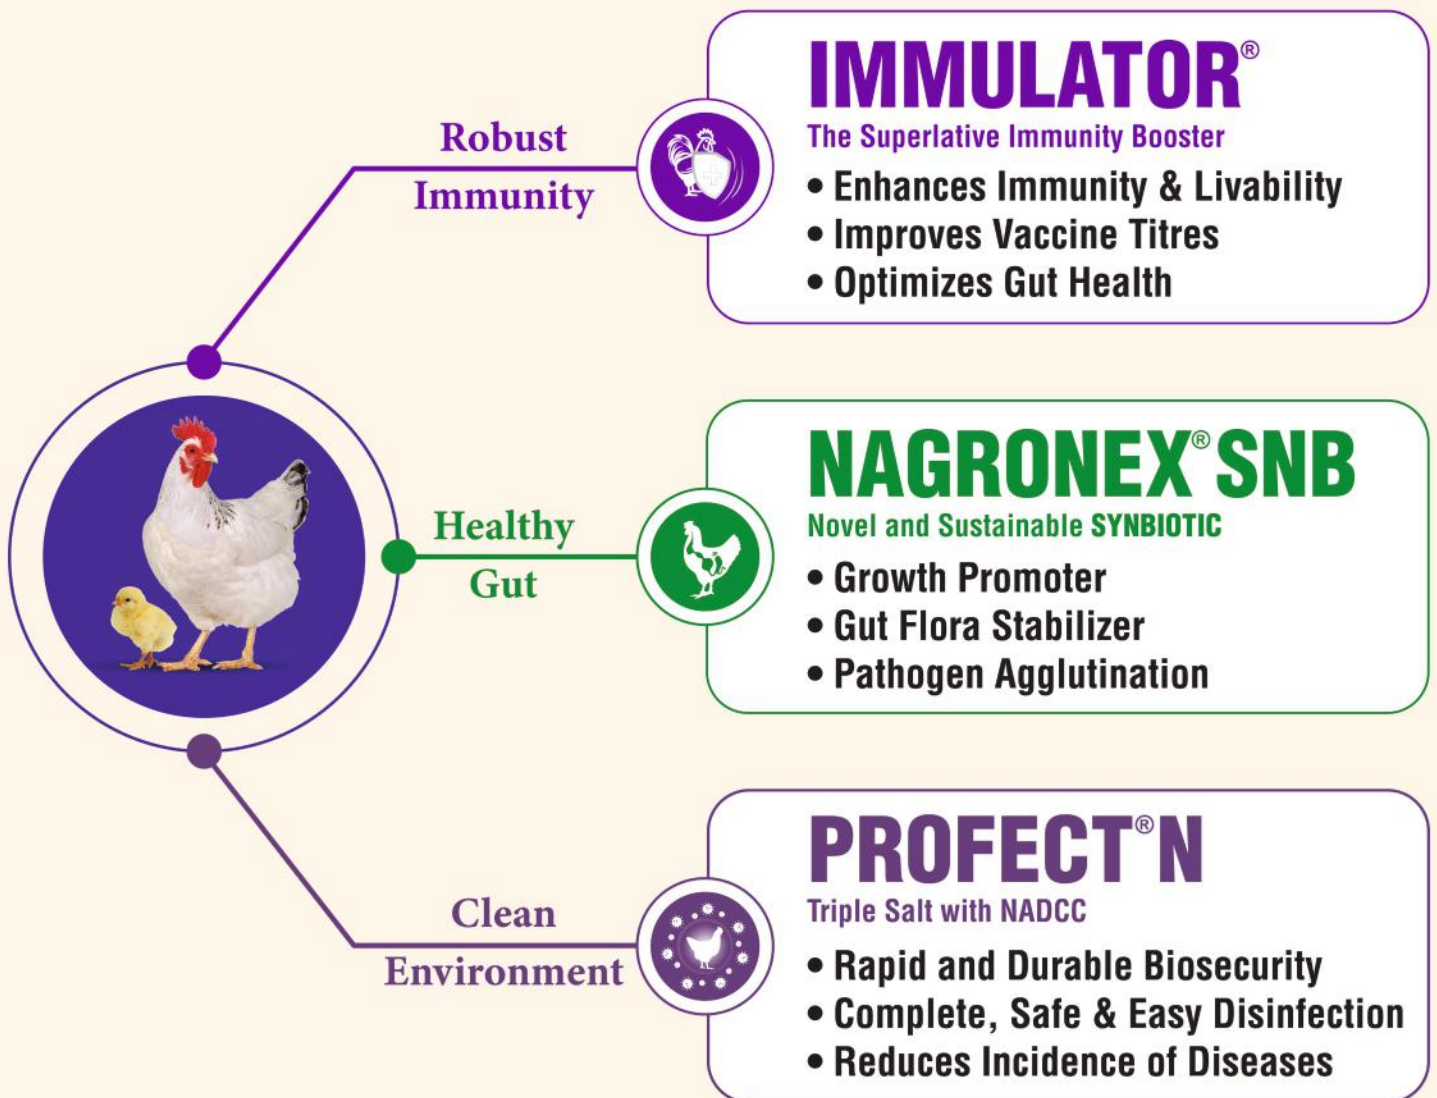 Robust
Immunity
IMMULATOR®
The Superlative Immunity Booster
• Enhances Immunity & Livability
• Improves Vaccine Titres
• Optimizes Gut Health
Healthy
Gut
NAGRONEX® SNB
Novel and Sustainable SYNBIOTIC
• Growth Promoter
• Gut Flora Stabilizer
• Pathogen Agglutination
Clean
Environment
PROFECT® N
Triple Salt with NADCC
• Rapid and Durable Biosecurity
• Complete, Safe & Easy Disinfection
• Reduces Incidence of Diseases